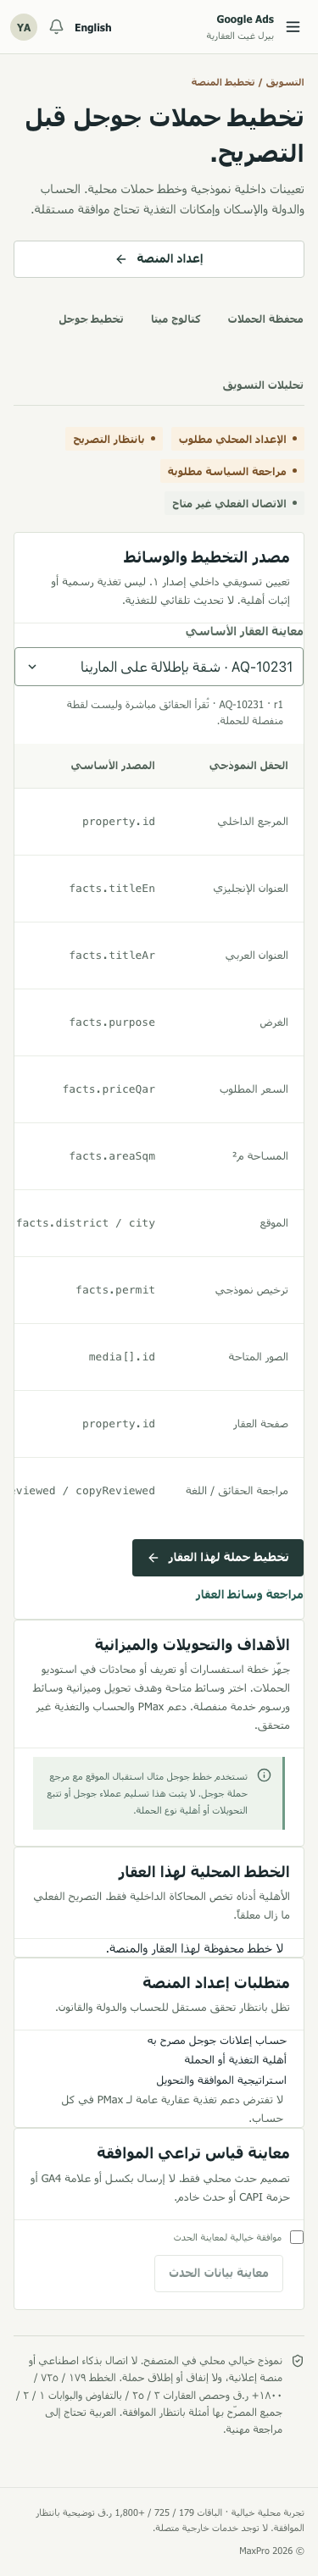 Google Ads
بيرل غيث العقارية
English
YA
التسويق / تخطيط المنصة
تخطيط حملات جوجل قبل
التصريح.
تعيينات داخلية نموذجية وخطط حملات محلية. الحساب
والدولة والإسكان وإمكانات التغذية تحتاج موافقة مستقلة.
إعداد المنصة ←
محفظة الحملات
كتالوج ميتا
تخطيط جوجل
تحليلات التسويق
• الإعداد المحلي مطلوب
• بانتظار التصريح
• مراجعة السياسة مطلوبة
• الاتصال الفعلي غير متاح
مصدر التخطيط والوسائط
تعيين تسويقي داخلي إصدار ١. ليس تغذية رسمية أو
إثبات أهلية. لا تحديث تلقائي للتغذية.
معاينة العقار الأساسي
AQ-10231 · شقة بإطلالة على المارينا
AQ-10231 · r1 · تُقرأ الحقائق مباشرة وليست لقطة
منفصلة للحملة.
الحقل النموذجي المصدر الأساسي
المرجع الداخلي property.id
العنوان الإنجليزي facts.titleEn
العنوان العربي facts.titleAr
الغرض facts.purpose
السعر المطلوب facts.priceQar
المساحة م² facts.areaSqm
الموقع facts.district / city
ترخيص نموذجي facts.permit
الصور المتاحة media[].id
صفحة العقار property.id
مراجعة الحقائق / اللغة eviewed / copyReviewed
تخطيط حملة لهذا العقار ←
مراجعة وسائط العقار
الأهداف والتحويلات والميزانية
جهّز خطة استفسارات أو تعريف أو محادثات في استوديو
الحملات. اختر وسائط متاحة وهدف تحويل وميزانية وسائط
ورسوم خدمة منفصلة. دعم PMax والحساب والتغذية غير
متحقق.
تستخدم خطط جوجل مثال استقبال الموقع مع مرجع
حملة جوجل. لا يثبت هذا تسليم عملاء جوجل أو تتبع
التحويلات أو أهلية نوع الحملة.
الخطط المحلية لهذا العقار
الأهلية أدناه تخص المحاكاة الداخلية فقط. التصريح الفعلي
ما زال معلقاً.
لا خطط محفوظة لهذا العقار والمنصة.
متطلبات إعداد المنصة
تظل بانتظار تحقق مستقل للحساب والدولة والقانون.
حساب إعلانات جوجل مصرح به
أهلية التغذية أو الحملة
استراتيجية الموافقة والتحويل
لا تفترض دعم تغذية عقارية عامة لـ PMax في كل
حساب.
معاينة قياس تراعي الموافقة
تصميم حدث محلي فقط. لا إرسال بكسل أو علامة GA4 أو
حزمة CAPI أو حدث خادم.
موافقة خيالية لمعاينة الحدث
معاينة بيانات الحدث
نموذج خيالي محلي في المتصفح. لا اتصال بذكاء اصطناعي أو
منصة إعلانية، ولا إنفاق أو إطلاق حملة. الخطط ١٧٩ / ٧٢٥ /
١٨٠٠+ ر.ق وحصص العقارات ٣ / ٢٥ / بالتفاوض والبوابات ١ / ٢ /
جميع المصرّح بها أمثلة بانتظار الموافقة. العربية تحتاج إلى
مراجعة مهنية.
تجربة محلية خيالية · الباقات 179 / 725 / +1,800 ر.ق توضيحية بانتظار
الموافقة. لا توجد خدمات خارجية متصلة.
© 2026 MaxPro